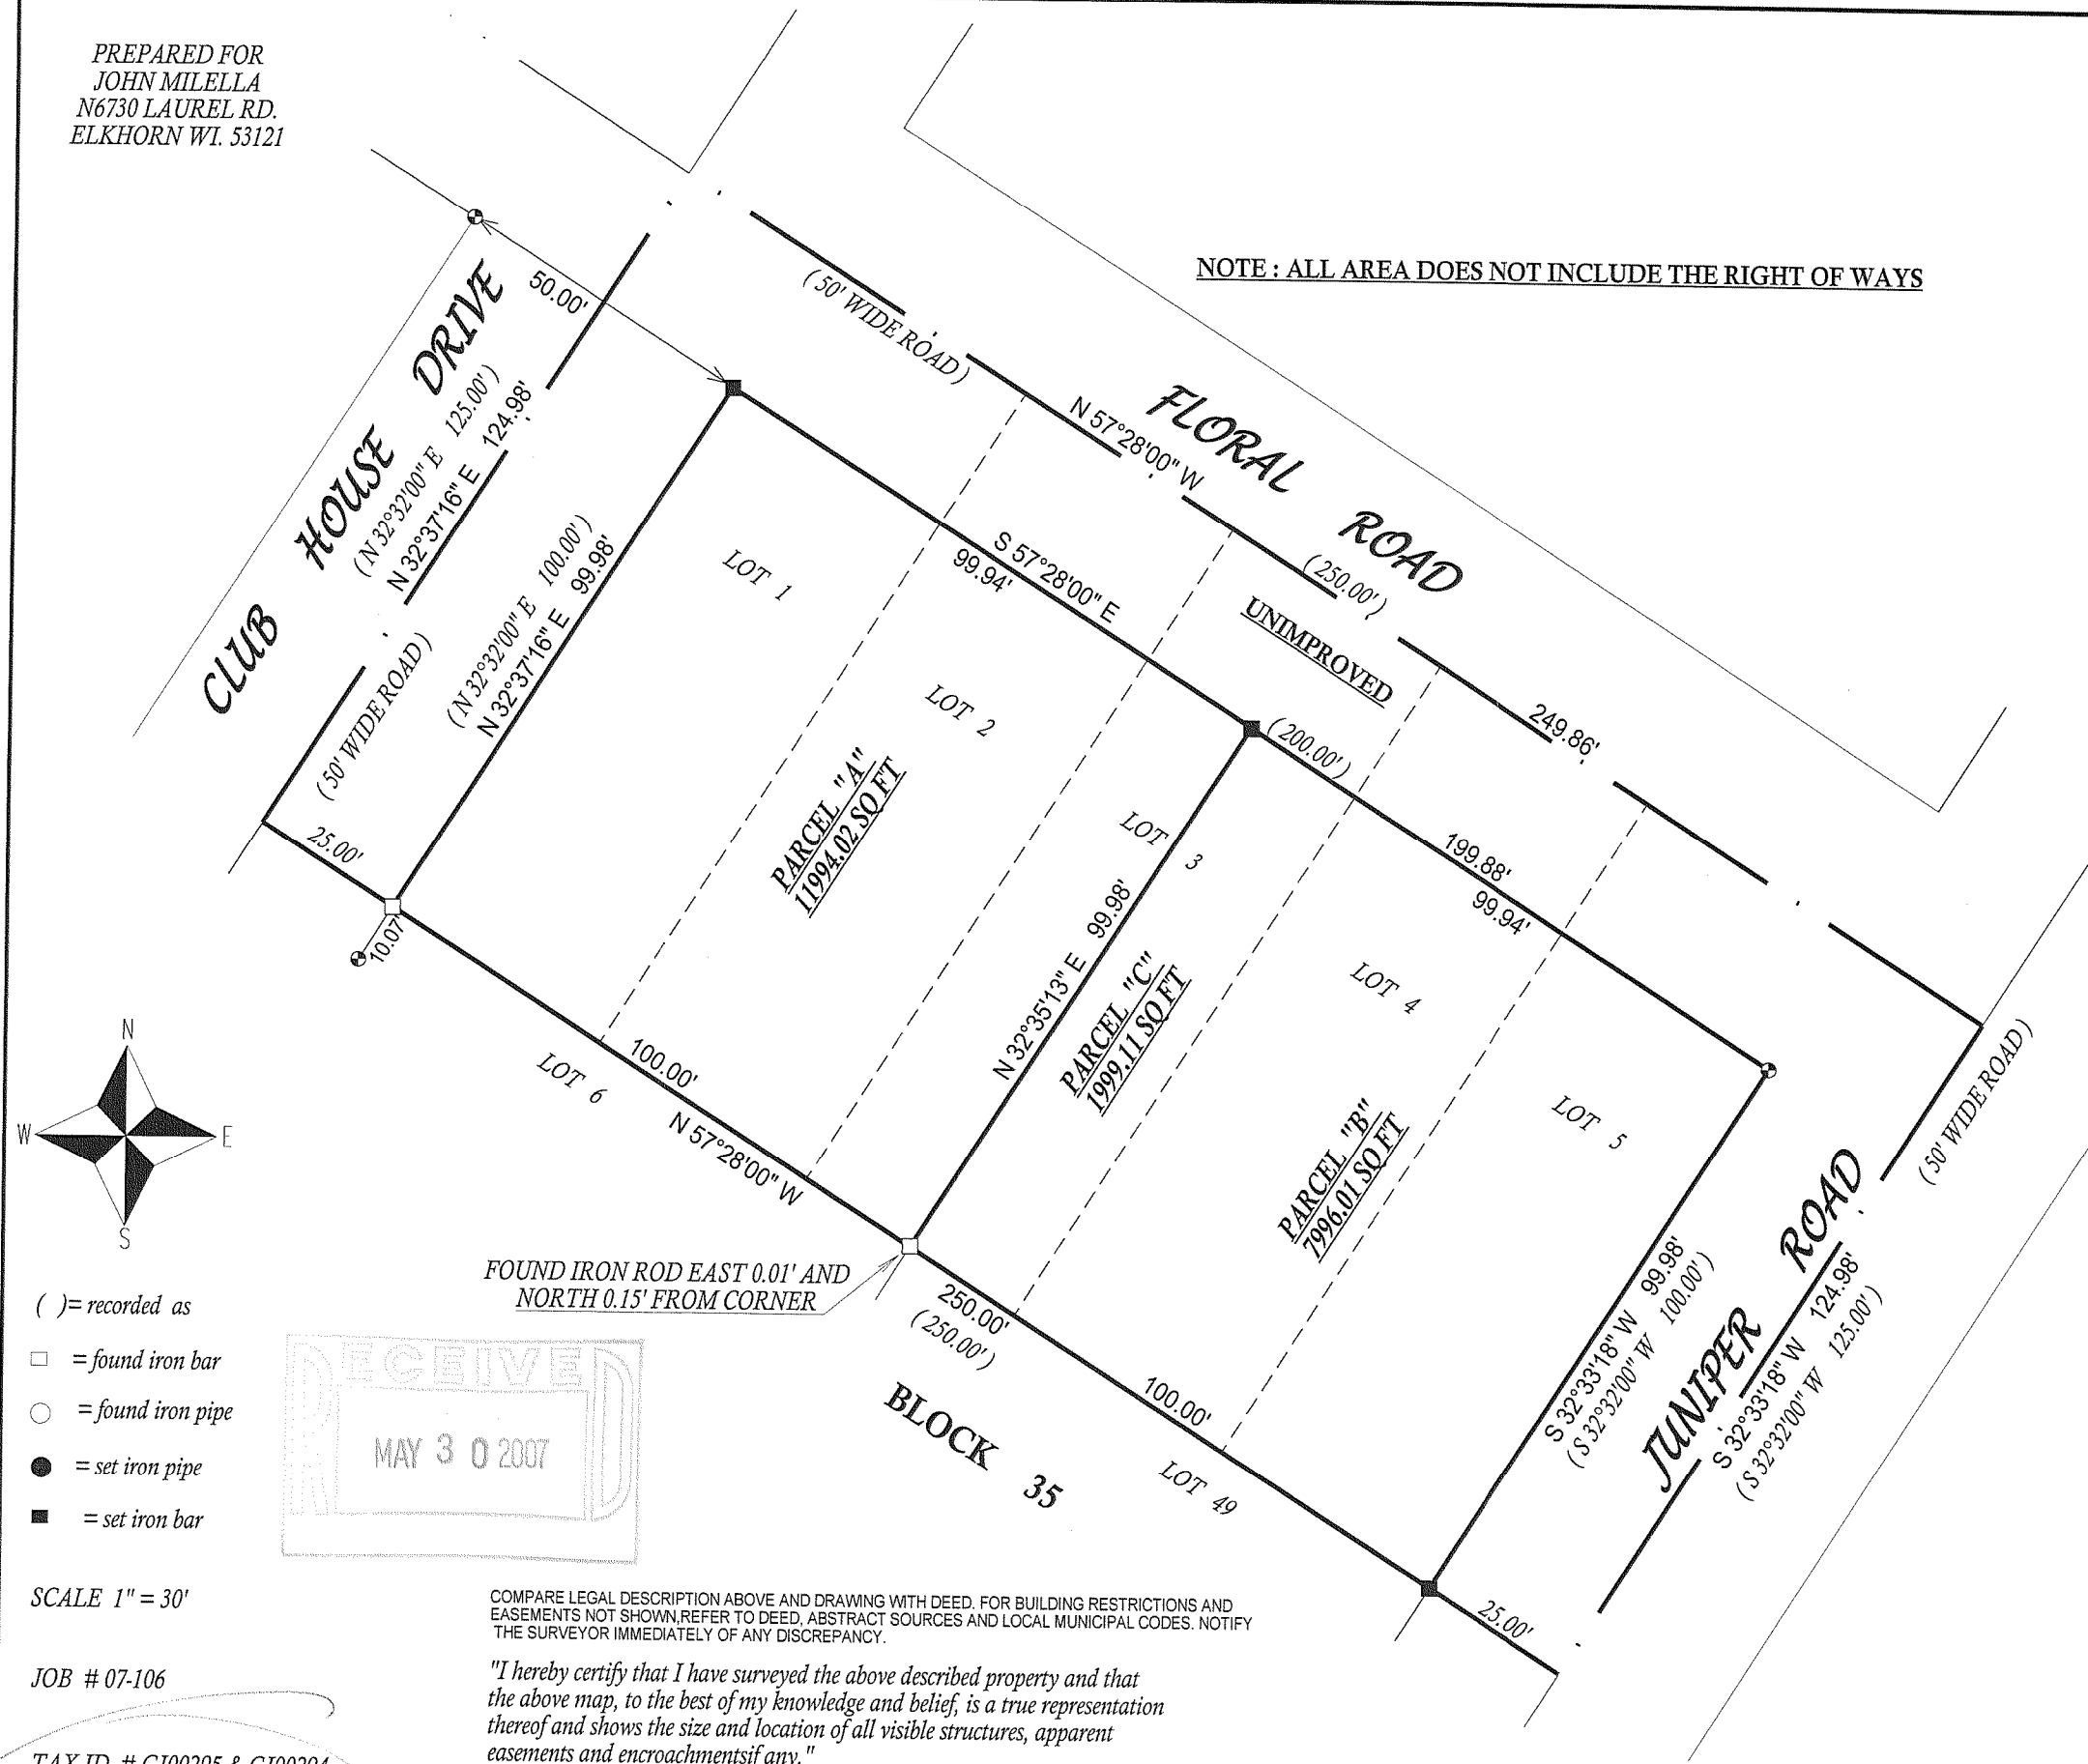 PREPARED FOR
JOHN MILELLA
N6730 LAUREL RD.
ELKHORN WI. 53121
NOTE : ALL AREA DOES NOT INCLUDE THE RIGHT OF WAYS
50.00'
CLUB HOUSE DRIVE
( N 32°32'00" E 125.00')
N 32°37'16" E 124.98'
( 50' WIDE ROAD )
( N 32°32'00" E 100.00')
N 32°37'16" E 99.98'
25.00'
10.07'
( 50' WIDE ROAD )
N 57°28'00" W
FLORAL ROAD
( 250.00')
UNIMPROVED
249.86'
S 57°28'00" E
99.94'
( 200.00')
199.88'
99.94'
LOT 1
LOT 2
LOT 3
LOT 4
LOT 5
PARCEL "A"
11994.02 SQ FT
N 32°35'13" E 99.98'
PARCEL "C"
1999.11 SQ FT
PARCEL "B"
7996.01 SQ FT
LOT 6
100.00'
N 57°28'00" W
FOUND IRON ROD EAST 0.01' AND
NORTH 0.15' FROM CORNER
250.00'
( 250.00')
100.00'
BLOCK 35
LOT 49
S 32°33'18" W 99.98'
( S 32°32'00" W 100.00')
JUNIPER ROAD
S 32°33'18" W 124.98'
( S 32°32'00" W 125.00')
( 50' WIDE ROAD )
25.00'
N
W E
S
( )= recorded as
= found iron bar
= found iron pipe
= set iron pipe
= set iron bar
RECEIVED
MAY 3 0 2007
SCALE 1" = 30'
JOB # 07-106
TAX ID. # GJ00295 & GJ00294
COMPARE LEGAL DESCRIPTION ABOVE AND DRAWING WITH DEED. FOR BUILDING RESTRICTIONS AND
EASEMENTS NOT SHOWN,REFER TO DEED, ABSTRACT SOURCES AND LOCAL MUNICIPAL CODES. NOTIFY
THE SURVEYOR IMMEDIATELY OF ANY DISCREPANCY.
"I hereby certify that I have surveyed the above described property and that
the above map, to the best of my knowledge and belief, is a true representation
thereof and shows the size and location of all visible structures, apparent
easements and encroachmentsif any."